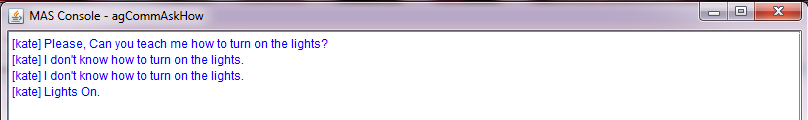 MAS Console - agCommAskHow
[kate] Please, Can you teach me how to turn on the lights?
[kate] I don't know how to turn on the lights.
[kate] I don't know how to turn on the lights.
[kate] Lights On.